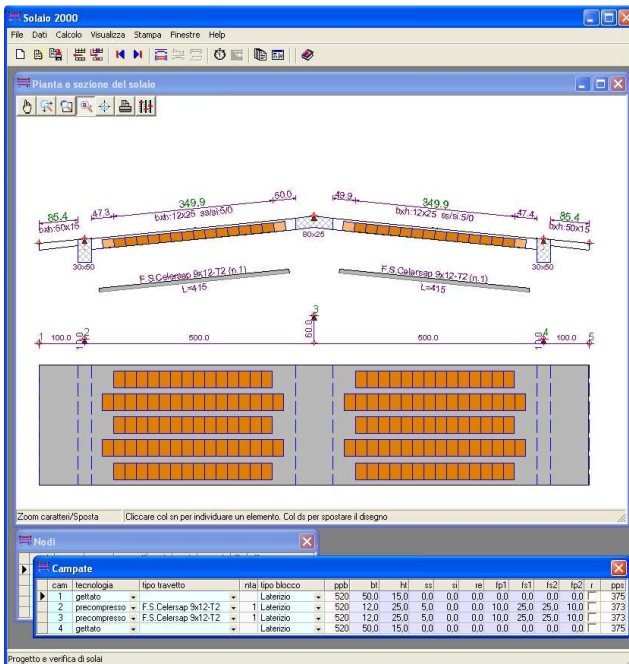 Solaio 2000
File Dati Calcolo Visualizza Stampa Finestre Help
Pianta e sezione del solaio
85.4 47.3 349.9 50.0 49.9 349.9 47.4 85.4
bxh:50x15 bxh:12x25 ss/si:5/0 bxh:12x25 ss/si:5/0 bxh:50x15
30x50 80x25 30x50
F.S.Celersap 9x12-T2 (n.1) F.S.Celersap 9x12-T2 (n.1)
L=415 L=415
1 100.0 2 500.0 3 500.0 4 100.0 5
60.0
Zoom caratteri/Sposta Cliccare col sn per individuare un elemento. Col ds per spostare il disegno
Nodi
Campate
cam tecnologia tipo travetto nta tipo blocco ppb bt ht ss si re fp1 fs1 fs2 fp2 r pps
1 gettato Laterizio 520 50,0 15,0 0,0 0,0 0,0 0,0 0,0 0,0 0,0 375
2 precompresso F.S.Celersap 9x12-T2 1 Laterizio 520 12,0 25,0 5,0 0,0 0,0 10,0 25,0 25,0 10,0 373
3 precompresso F.S.Celersap 9x12-T2 1 Laterizio 520 12,0 25,0 5,0 0,0 0,0 10,0 25,0 25,0 10,0 373
4 gettato Laterizio 520 50,0 15,0 0,0 0,0 0,0 0,0 0,0 0,0 0,0 375
Progetto e verifica di solai